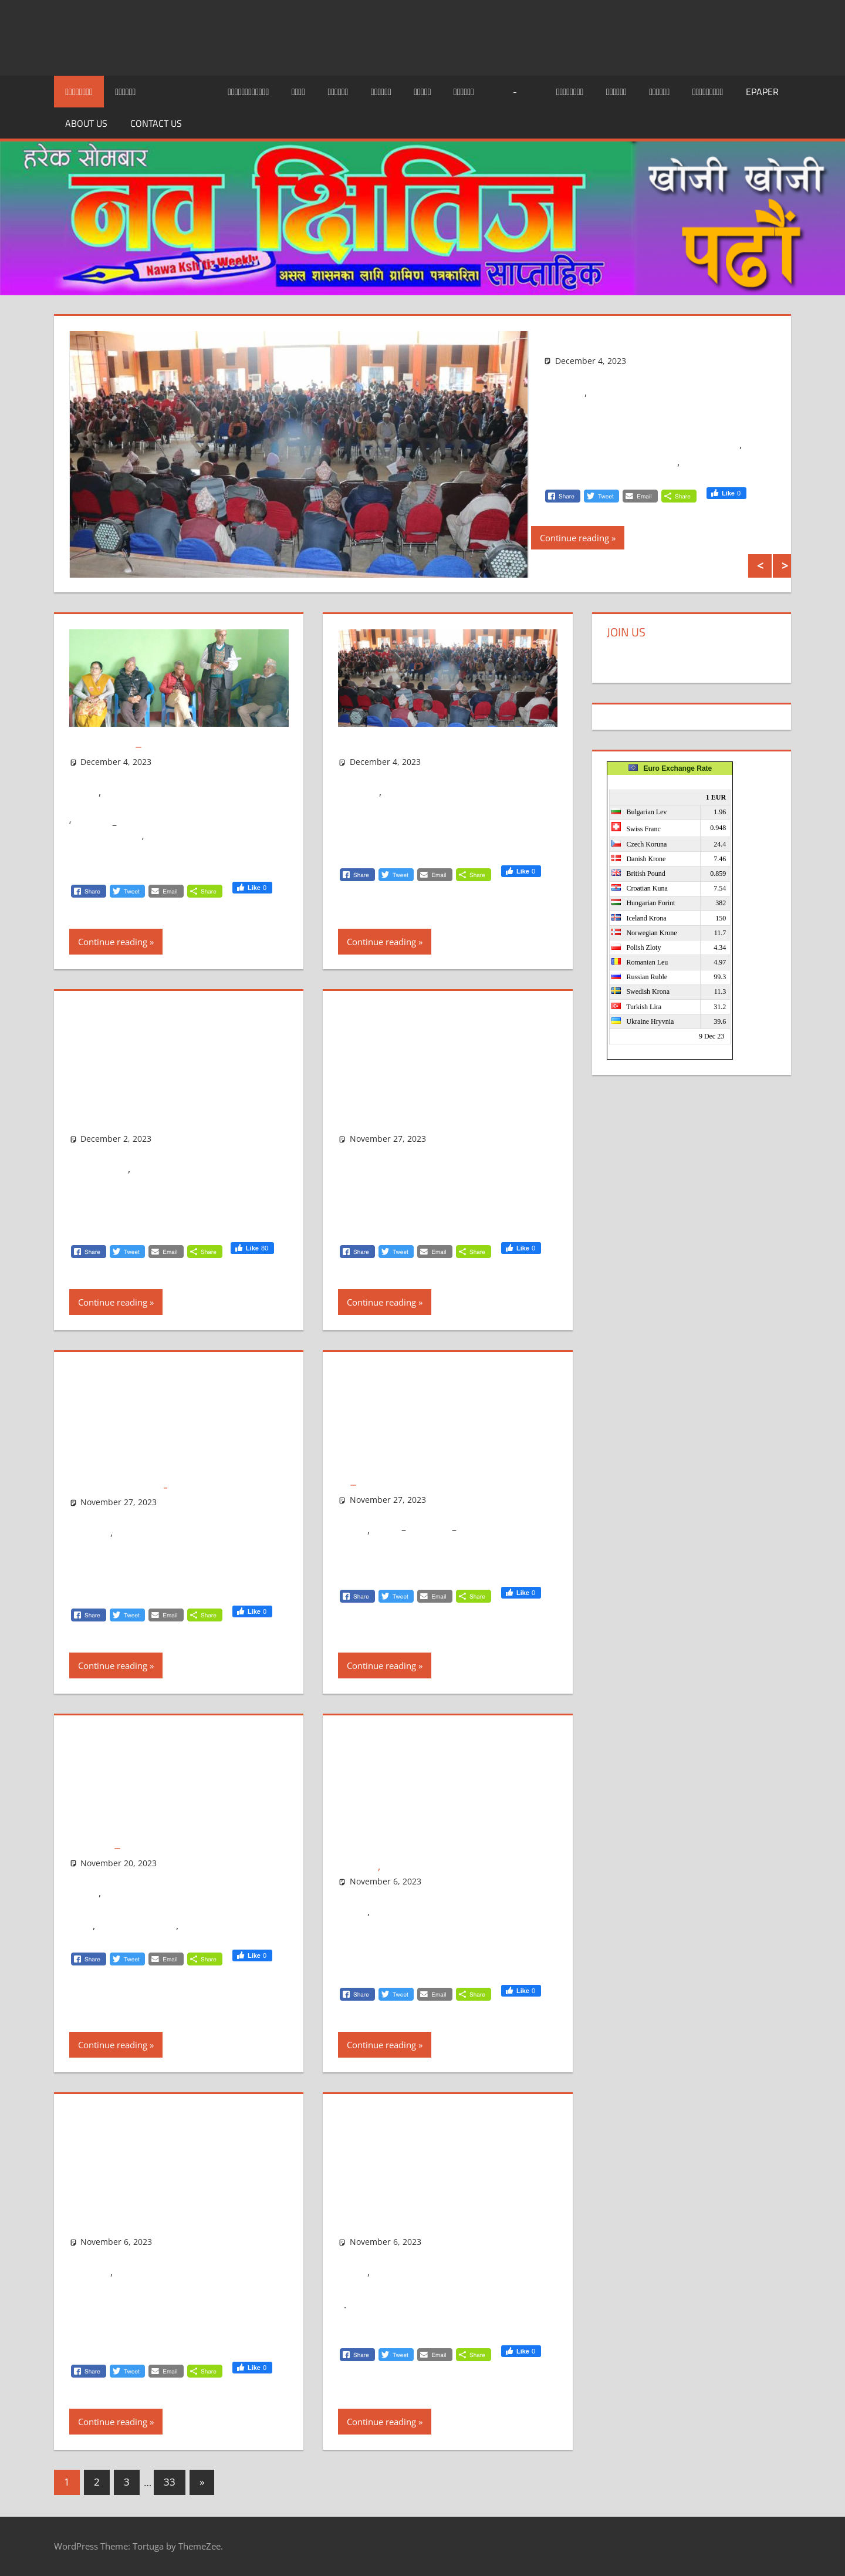 EPAPER
ABOUT US CONTACT US
हरेक सोमबार
नव क्षितिज
खोजी खोजी
पढौं
Nawa Kshitiz Weekly
असल शासनका लागि ग्रामिण पत्रकारिता
साप्ताहिक
December 4, 2023
Share Tweet Email Share Like 0
Continue reading »
< >
December 4, 2023
Share Tweet Email Share Like 0
Continue reading »
December 4, 2023
Share Tweet Email Share Like 0
Continue reading »
JOIN US
Euro Exchange Rate
1 EUR
Bulgarian Lev 1.96
Swiss Franc 0.948
Czech Koruna 24.4
Danish Krone 7.46
British Pound 0.859
Croatian Kuna 7.54
Hungarian Forint 382
Iceland Krona 150
Norwegian Krone 11.7
Polish Zloty 4.34
Romanian Leu 4.97
Russian Ruble 99.3
Swedish Krona 11.3
Turkish Lira 31.2
Ukraine Hryvnia 39.6
9 Dec 23
December 2, 2023
Share Tweet Email Share Like 80
Continue reading »
November 27, 2023
Share Tweet Email Share Like 0
Continue reading »
November 27, 2023
Share Tweet Email Share Like 0
Continue reading »
November 27, 2023
Share Tweet Email Share Like 0
Continue reading »
November 20, 2023
Share Tweet Email Share Like 0
Continue reading »
November 6, 2023
Share Tweet Email Share Like 0
Continue reading »
November 6, 2023
Share Tweet Email Share Like 0
Continue reading »
November 6, 2023
Share Tweet Email Share Like 0
Continue reading »
1 2 3 … 33 »
WordPress Theme: Tortuga by ThemeZee.